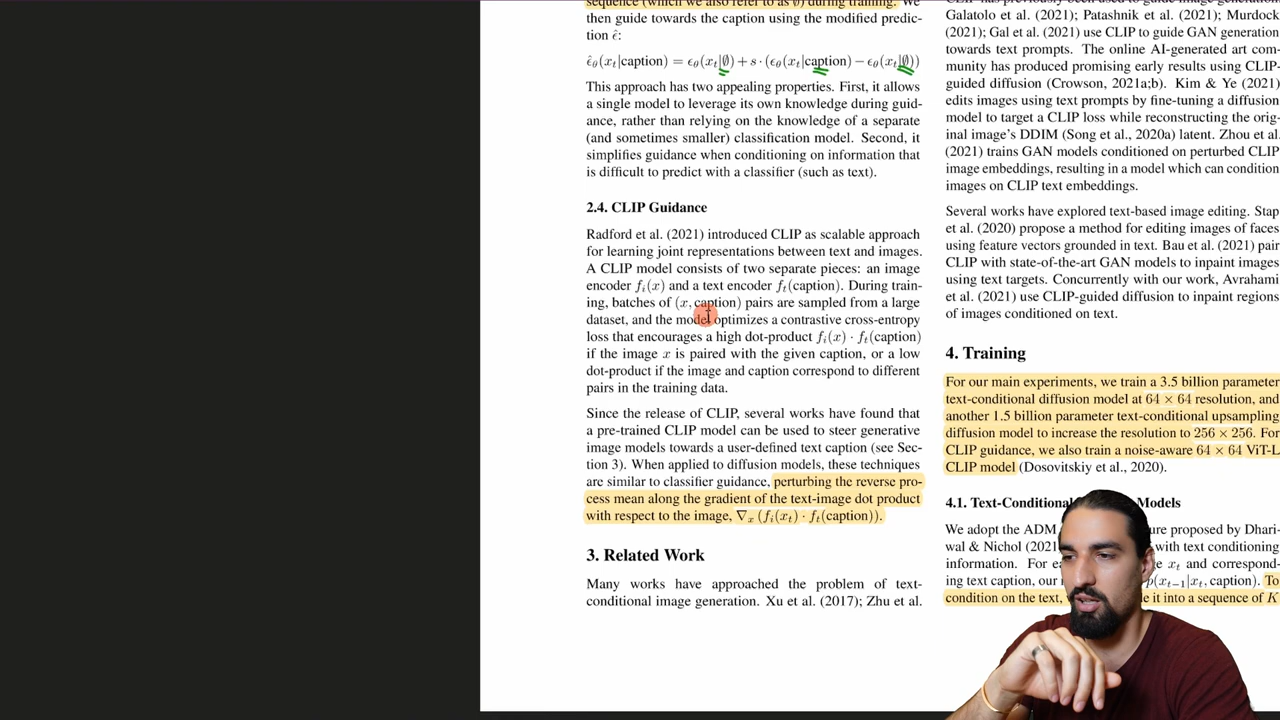 sequence (which we also refer to as ∅) during training. We
then guide towards the caption using the modified predic-
tion ϵ̂:
ϵ̂θ(xt|caption) = ϵθ(xt|∅) + s · (ϵθ(xt|caption) − ϵθ(xt|∅))
This approach has two appealing properties. First, it allows
a single model to leverage its own knowledge during guid-
ance, rather than relying on the knowledge of a separate
(and sometimes smaller) classification model. Second, it
simplifies guidance when conditioning on information that
is difficult to predict with a classifier (such as text).
2.4. CLIP Guidance
Radford et al. (2021) introduced CLIP as scalable approach
for learning joint representations between text and images.
A CLIP model consists of two separate pieces: an image
encoder fi(x) and a text encoder ft(caption). During train-
ing, batches of (x, caption) pairs are sampled from a large
dataset, and the model optimizes a contrastive cross-entropy
loss that encourages a high dot-product fi(x) · ft(caption)
if the image x is paired with the given caption, or a low
dot-product if the image and caption correspond to different
pairs in the training data.
Since the release of CLIP, several works have found that
a pre-trained CLIP model can be used to steer generative
image models towards a user-defined text caption (see Sec-
tion 3). When applied to diffusion models, these techniques
are similar to classifier guidance, perturbing the reverse pro-
cess mean along the gradient of the text-image dot product
with respect to the image, ∇x (fi(xt) · ft(caption)).
3. Related Work
Many works have approached the problem of text-
conditional image generation. Xu et al. (2017); Zhu et al.
Galatolo et al. (2021); Patashnik et al. (2021); Murdock
(2021); Gal et al. (2021) use CLIP to guide GAN generation
towards text prompts. The online AI-generated art com-
munity has produced promising early results using CLIP-
guided diffusion (Crowson, 2021a;b). Kim & Ye (2021)
edits images using text prompts by fine-tuning a diffusion
model to target a CLIP loss while reconstructing the orig-
inal image's DDIM (Song et al., 2020a) latent. Zhou et al.
(2021) trains GAN models conditioned on perturbed CLIP
image embeddings, resulting in a model which can condition
images on CLIP text embeddings.
Several works have explored text-based image editing. Stap
et al. (2020) propose a method for editing images of faces
using feature vectors grounded in text. Bau et al. (2021) pair
CLIP with state-of-the-art GAN models to inpaint images
using text targets. Concurrently with our work, Avrahami
et al. (2021) use CLIP-guided diffusion to inpaint regions
of images conditioned on text.
4. Training
For our main experiments, we train a 3.5 billion parameter
text-conditional diffusion model at 64 × 64 resolution, and
another 1.5 billion parameter text-conditional upsampling
diffusion model to increase the resolution to 256 × 256. For
CLIP guidance, we also train a noise-aware 64 × 64 ViT-L
CLIP model (Dosovitskiy et al., 2020).
4.1. Text-Conditional Models
We adopt the ADM ure proposed by Dhari-
wal & Nichol (2021 with text conditioning
information. For ea e xt and correspond-
ing text caption, our p(xt−1|xt, caption). To
condition on the text, e it into a sequence of K